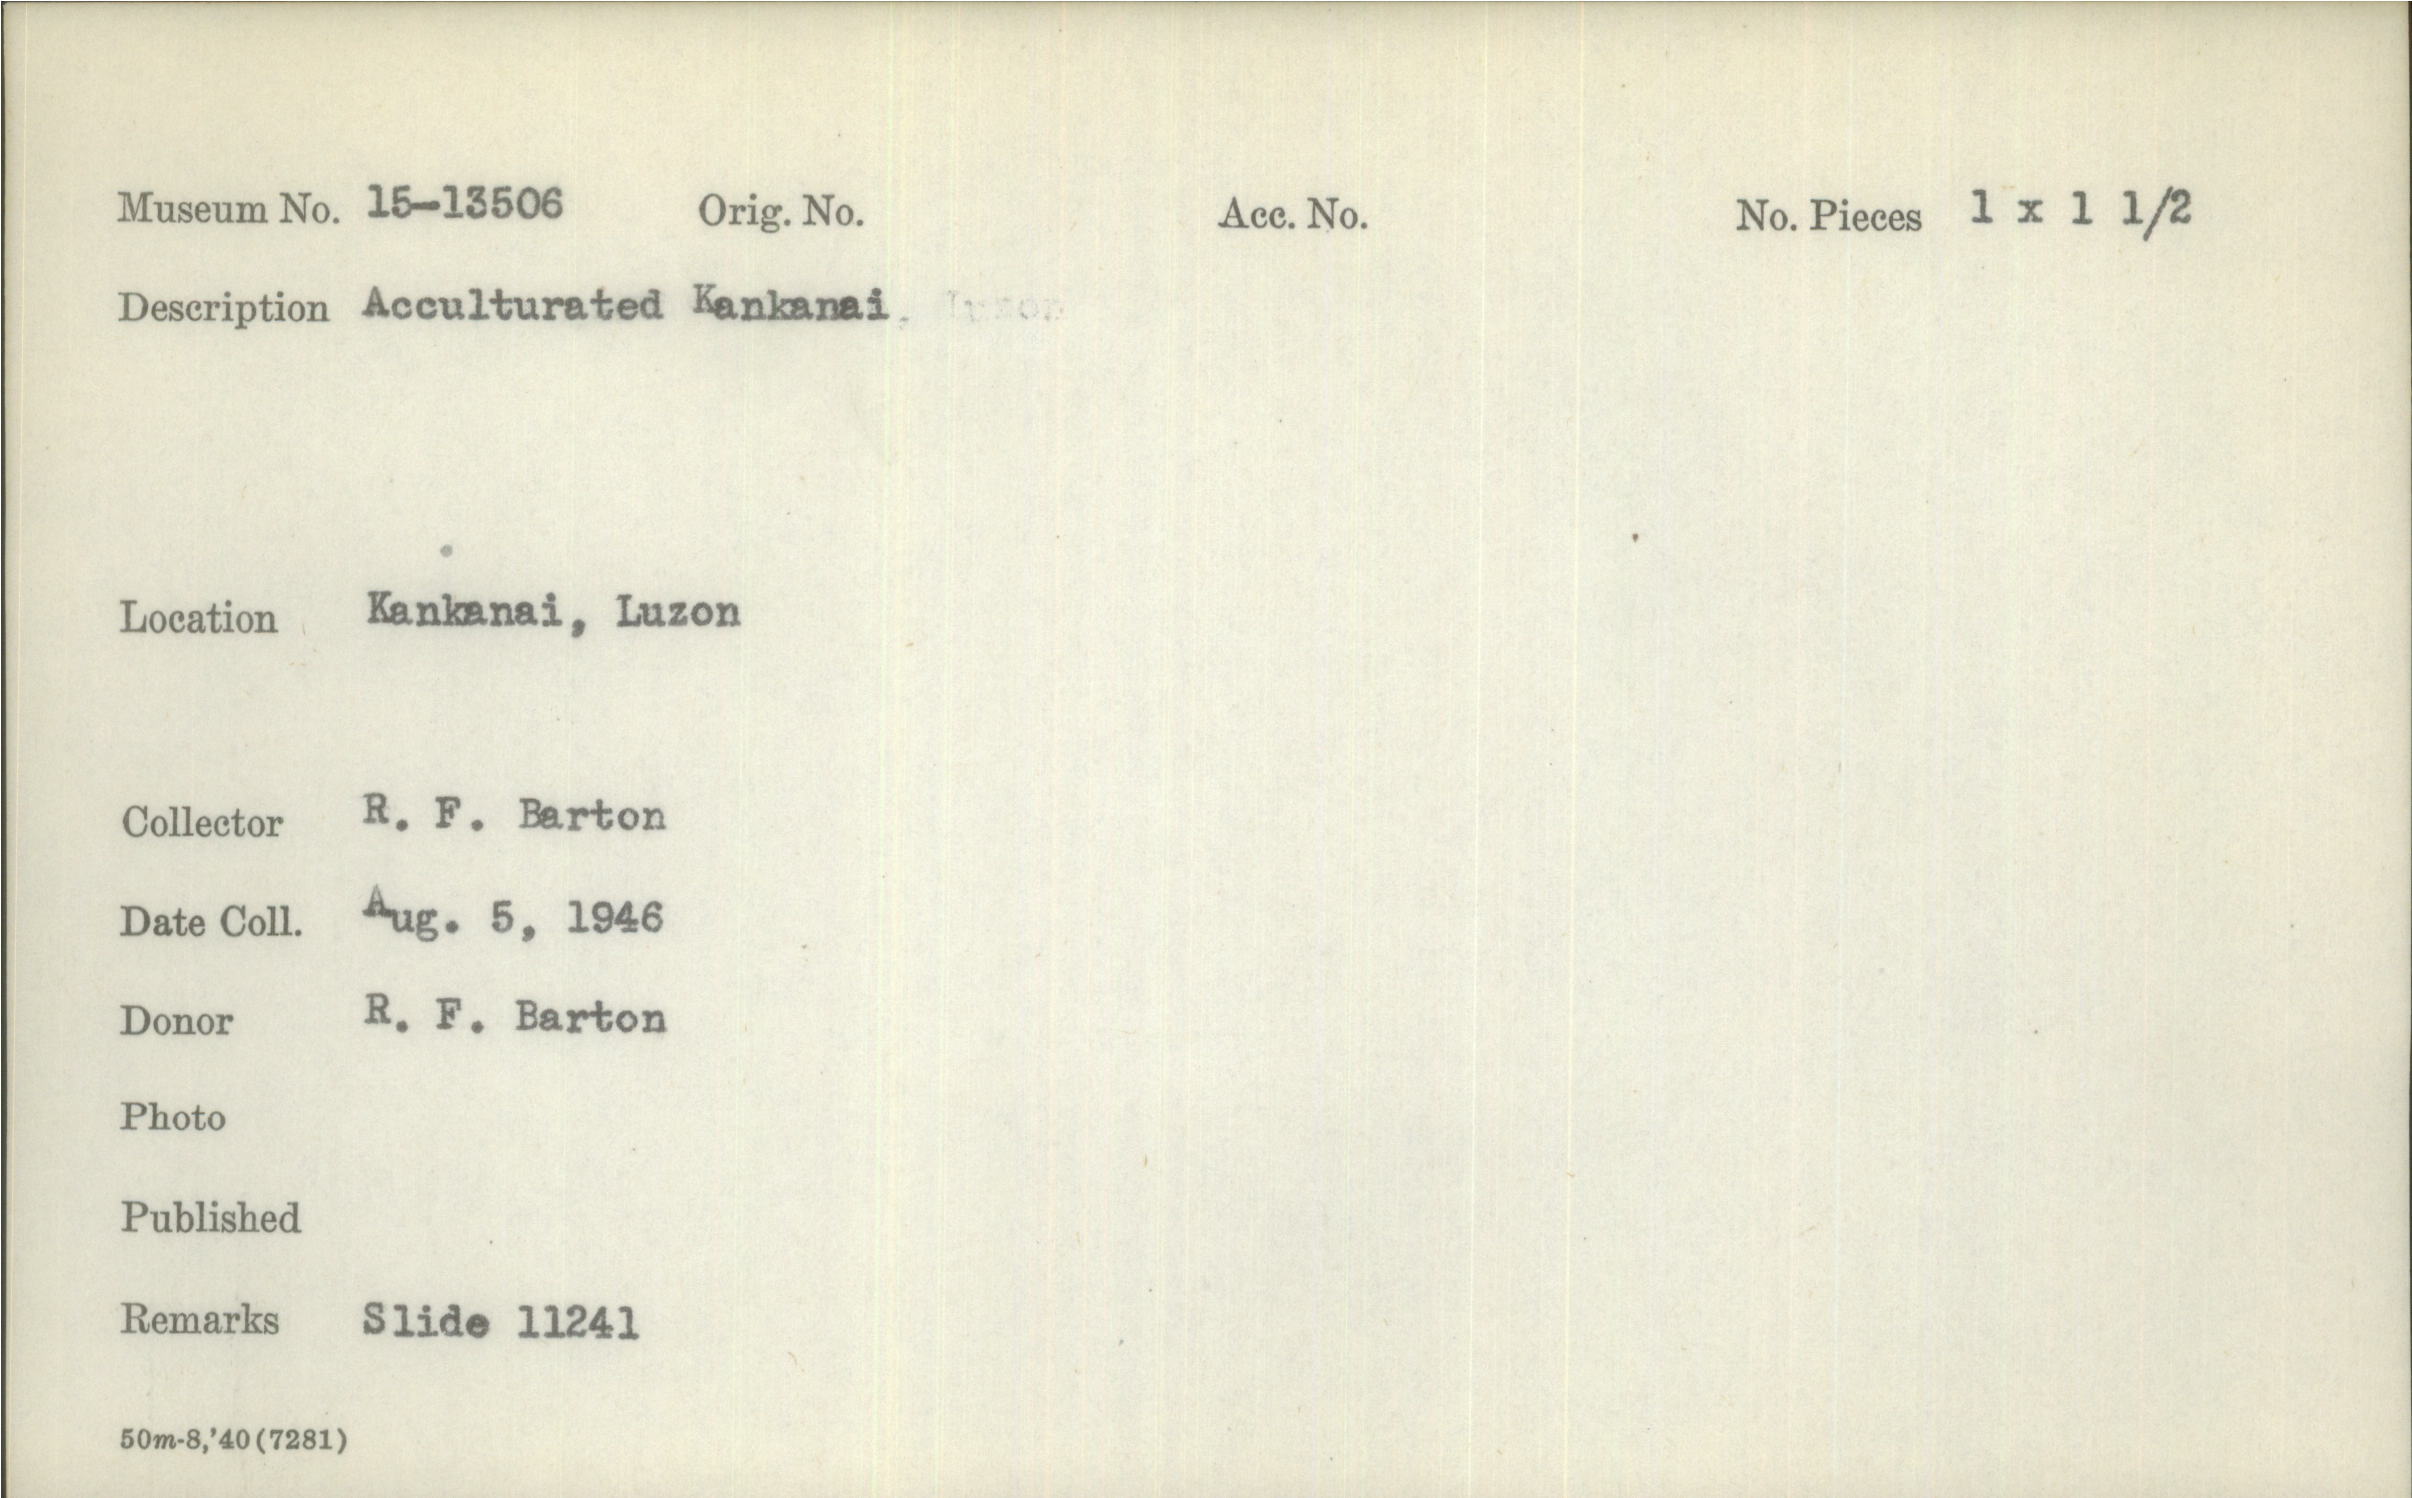 Museum No. 15-13506 Orig. No. Acc. No. No. Pieces 1 x 1 1/2
Description Acculturated Kankanai, Luzon
Location Kankanai, Luzon
Collector R. F. Barton
Date Coll. Aug. 5, 1946
Donor R. F. Barton
Photo
Published
Remarks Slide 11241
50m-8,'40(7281)